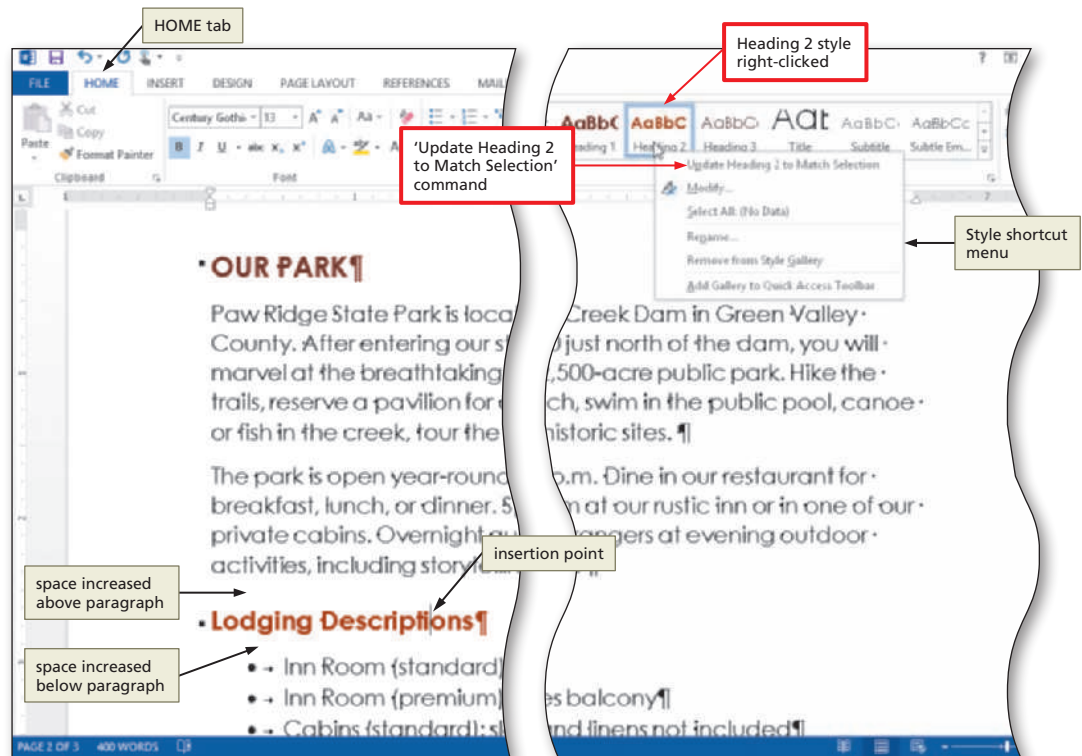 HOME tab
Heading 2 style
right-clicked
FILE HOME INSERT DESIGN PAGE LAYOUT REFERENCES MAIL
Cut
Copy
Format Painter
Paste
Clipboard
Century Gothi 13
Aa
B I U abc x, x²
Font
'Update Heading 2
to Match Selection'
command
AaBbC AaBbC AaBbC AaBbC AaBbCc
Heading 2 Heading 3 Title Subtitle Subtle Em...
Update Heading 2 to Match Selection
Modify...
Select All: (No Data)
Rename...
Remove from Style Gallery
Add Gallery to Quick Access Toolbar
Style shortcut
menu
OUR PARK¶
Paw Ridge State Park is loca Creek Dam in Green Valley
County. After entering our s just north of the dam, you will
marvel at the breathtaking ,500-acre public park. Hike the
trails, reserve a pavilion for ch, swim in the public pool, canoe
or fish in the creek, tour the historic sites. ¶
The park is open year-round .m. Dine in our restaurant for
breakfast, lunch, or dinner. at our rustic inn or in one of our
private cabins. Overnight angers at evening outdoor
activities, including
insertion point
space increased
above paragraph
Lodging Descriptions¶
space increased
below paragraph
Inn Room (standard)
Inn Room (premium) es balcony¶
Cabins (standard): nd linens not included¶
PAGE 2 OF 3 400 WORDS